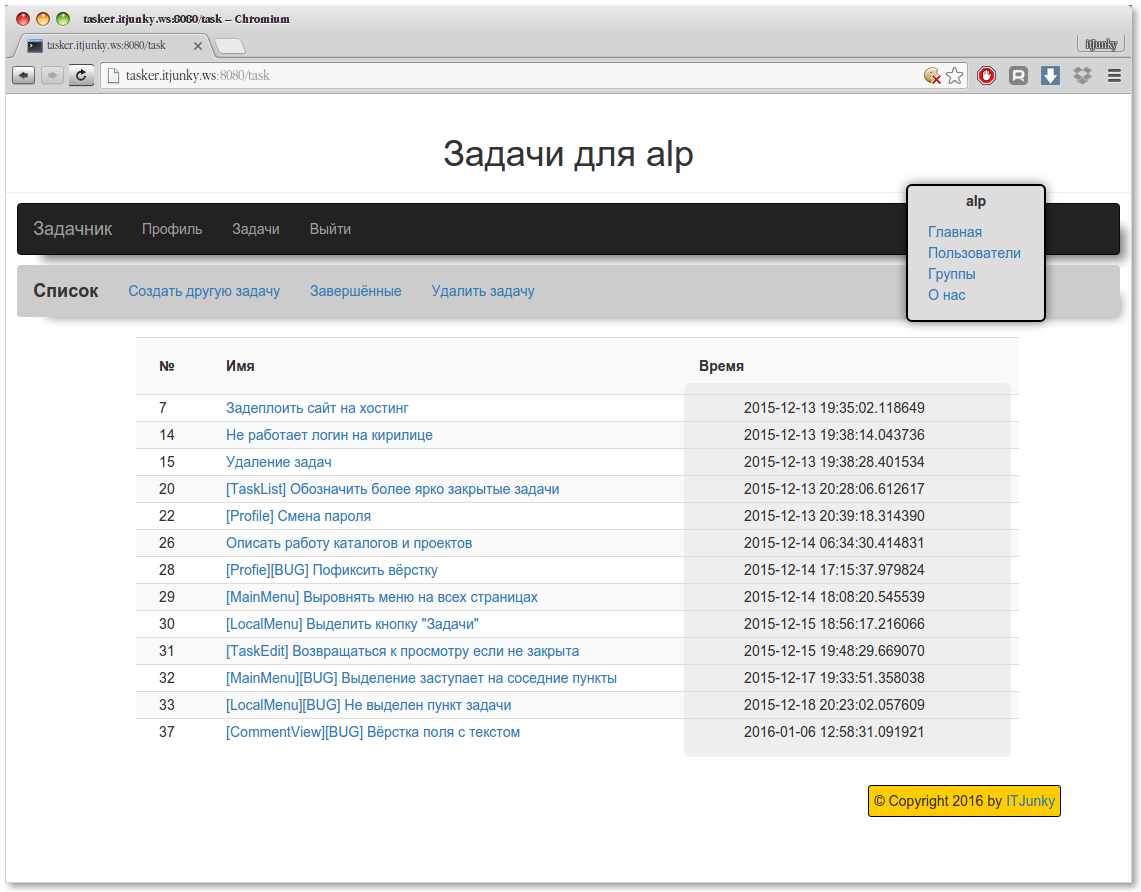 tasker.itjunky.ws:8080/task – Chromium
tasker.itjunky.ws:8080/task
itjunky
tasker.itjunky.ws:8080/task
Задачи для alp
Задачник Профиль Задачи Выйти
alp
Главная
Пользователи
Группы
О нас
Список Создать другую задачу Завершённые Удалить задачу
№ Имя Время
7 Задеплоить сайт на хостинг 2015-12-13 19:35:02.118649
14 Не работает логин на кирилице 2015-12-13 19:38:14.043736
15 Удаление задач 2015-12-13 19:38:28.401534
20 [TaskList] Обозначить более ярко закрытые задачи 2015-12-13 20:28:06.612617
22 [Profile] Смена пароля 2015-12-13 20:39:18.314390
26 Описать работу каталогов и проектов 2015-12-14 06:34:30.414831
28 [Profie][BUG] Пофиксить вёрстку 2015-12-14 17:15:37.979824
29 [MainMenu] Выровнять меню на всех страницах 2015-12-14 18:08:20.545539
30 [LocalMenu] Выделить кнопку "Задачи" 2015-12-15 18:56:17.216066
31 [TaskEdit] Возвращаться к просмотру если не закрыта 2015-12-15 19:48:29.669070
32 [MainMenu][BUG] Выделение заступает на соседние пункты 2015-12-17 19:33:51.358038
33 [LocalMenu][BUG] Не выделен пункт задачи 2015-12-18 20:23:02.057609
37 [CommentView][BUG] Вёрстка поля с текстом 2016-01-06 12:58:31.091921
© Copyright 2016 by ITJunky